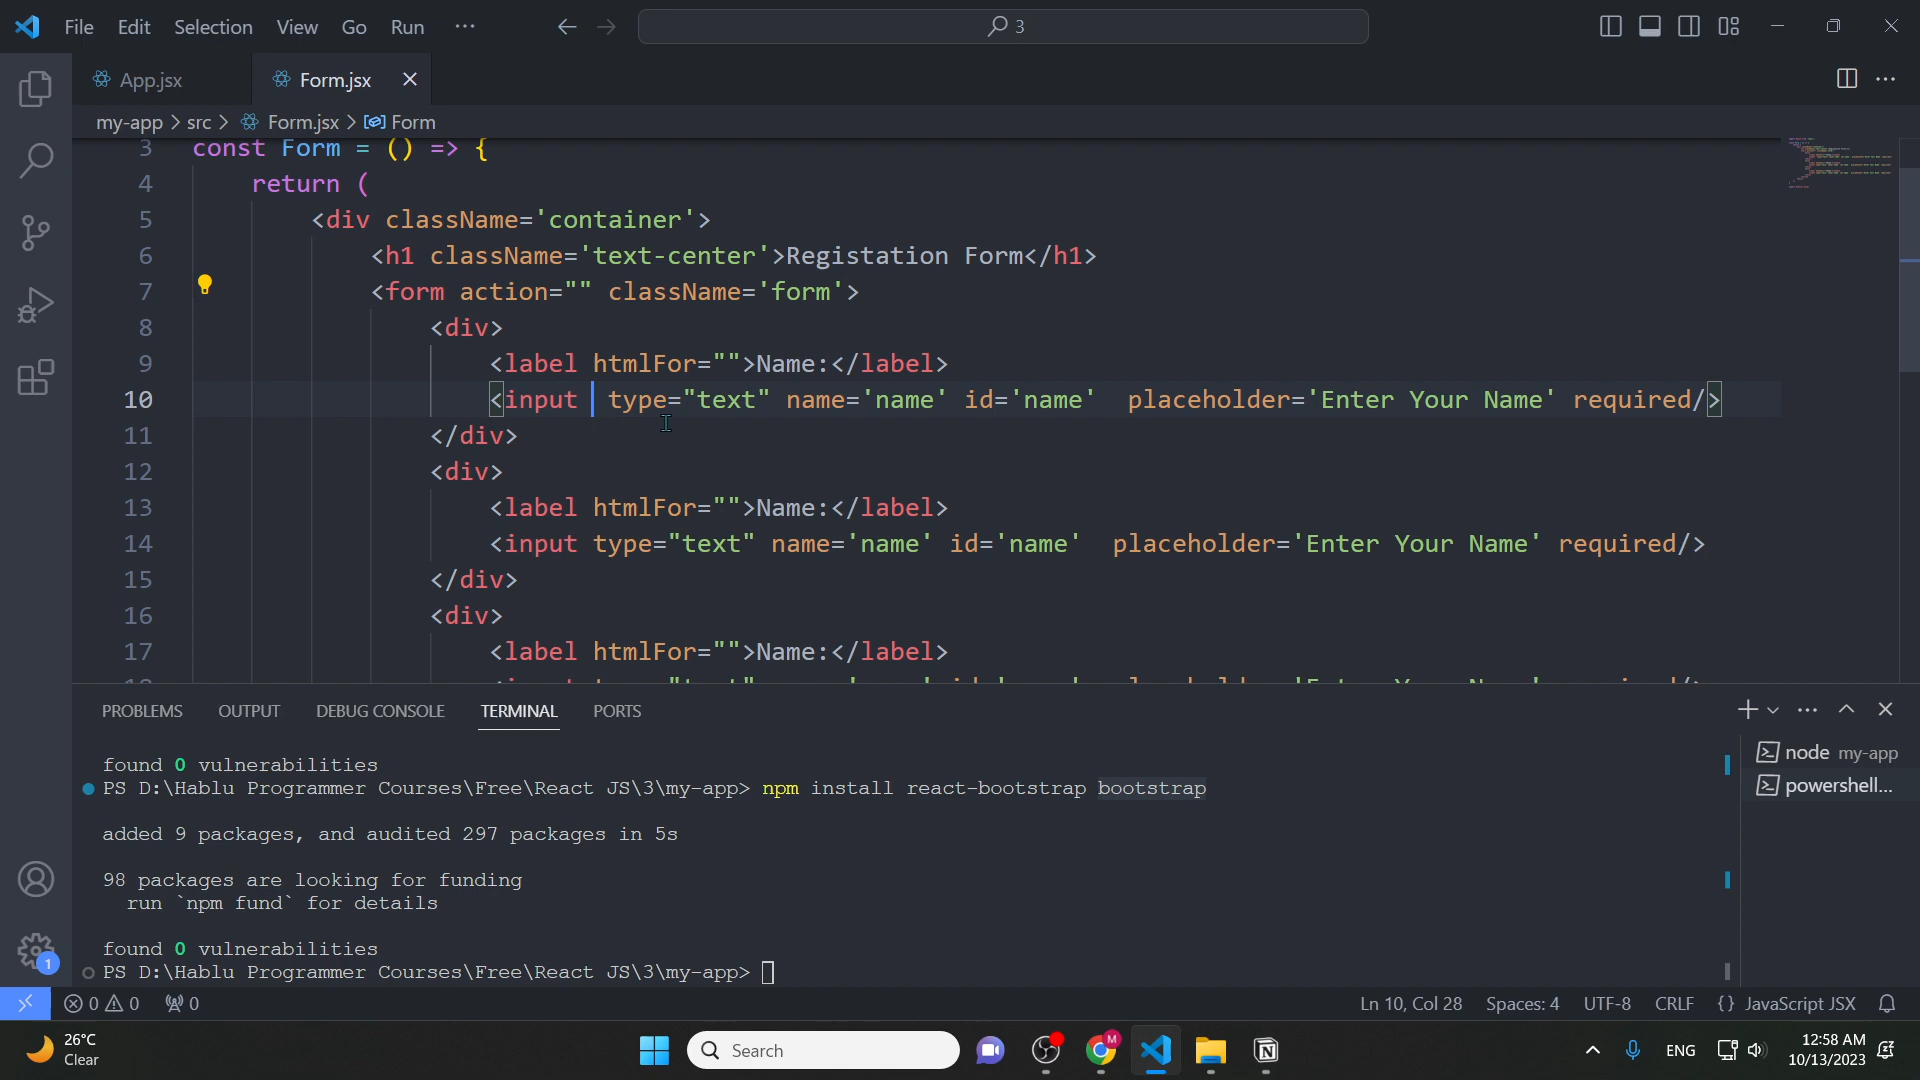 File Edit Selection View Go Run ··· 3
App.jsx Form.jsx
my-app > src > Form.jsx > Form
3 const Form = () => {
4 return (
5 <div className='container'>
6 <h1 className='text-center'>Registation Form</h1>
7 <form action="" className='form'>
8 <div>
9 <label htmlFor="">Name:</label>
10 <input  type="text" name='name' id='name'  placeholder='Enter Your Name' required/>
11 </div>
12 <div>
13 <label htmlFor="">Name:</label>
14 <input type="text" name='name' id='name'  placeholder='Enter Your Name' required/>
15 </div>
16 <div>
17 <label htmlFor="">Name:</label>
PROBLEMS OUTPUT DEBUG CONSOLE TERMINAL PORTS
node my-app
powershell...
found 0 vulnerabilities
PS D:\Hablu Programmer Courses\Free\React JS\3\my-app> npm install react-bootstrap bootstrap
added 9 packages, and audited 297 packages in 5s
98 packages are looking for funding
run `npm fund` for details
found 0 vulnerabilities
PS D:\Hablu Programmer Courses\Free\React JS\3\my-app>
1
0 0 0 Ln 10, Col 28 Spaces: 4 UTF-8 CRLF {} JavaScript JSX
26°C
Clear
Search
M
ENG
12:58 AM
10/13/2023